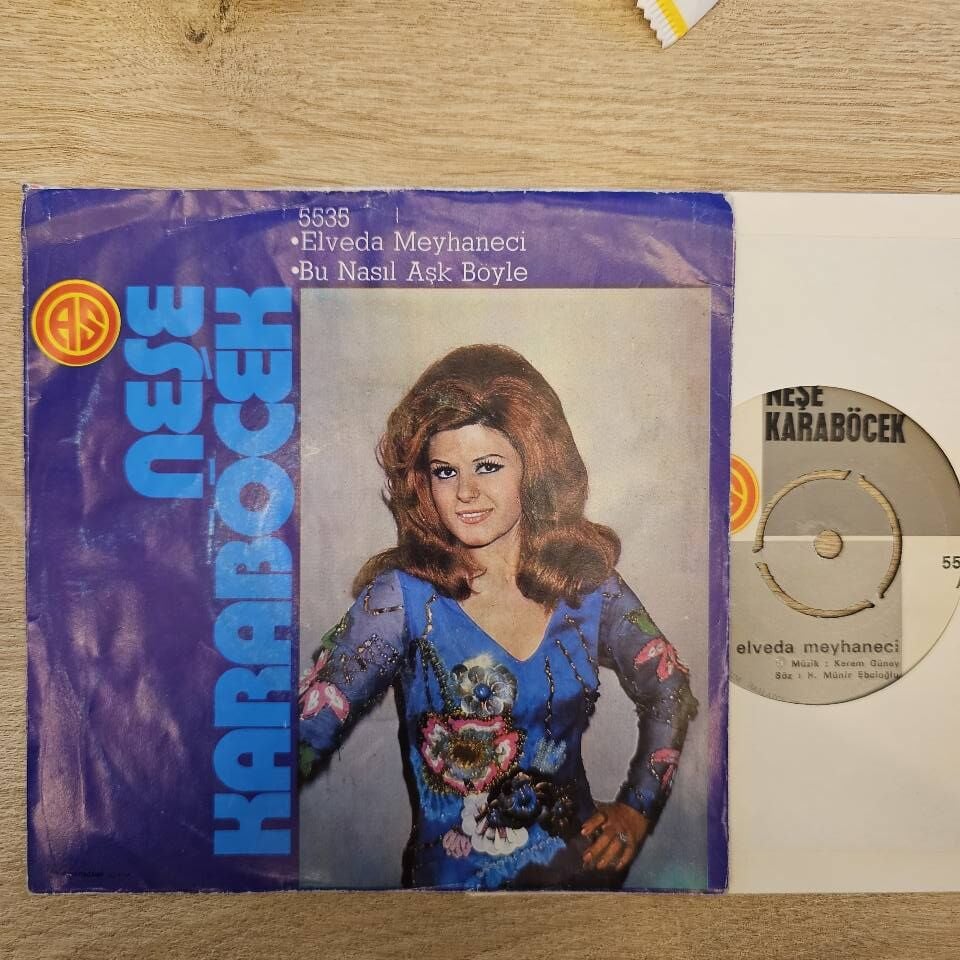 5535
•Elveda Meyhaneci
•Bu Nasıl Aşk Böyle
AS
NEŞE
KARABÖCEK
NEŞE
KARABÖCEK
55
elveda meyhaneci
Müzik : Kerem Güney
Söz : H. Münir Ebcioğlu